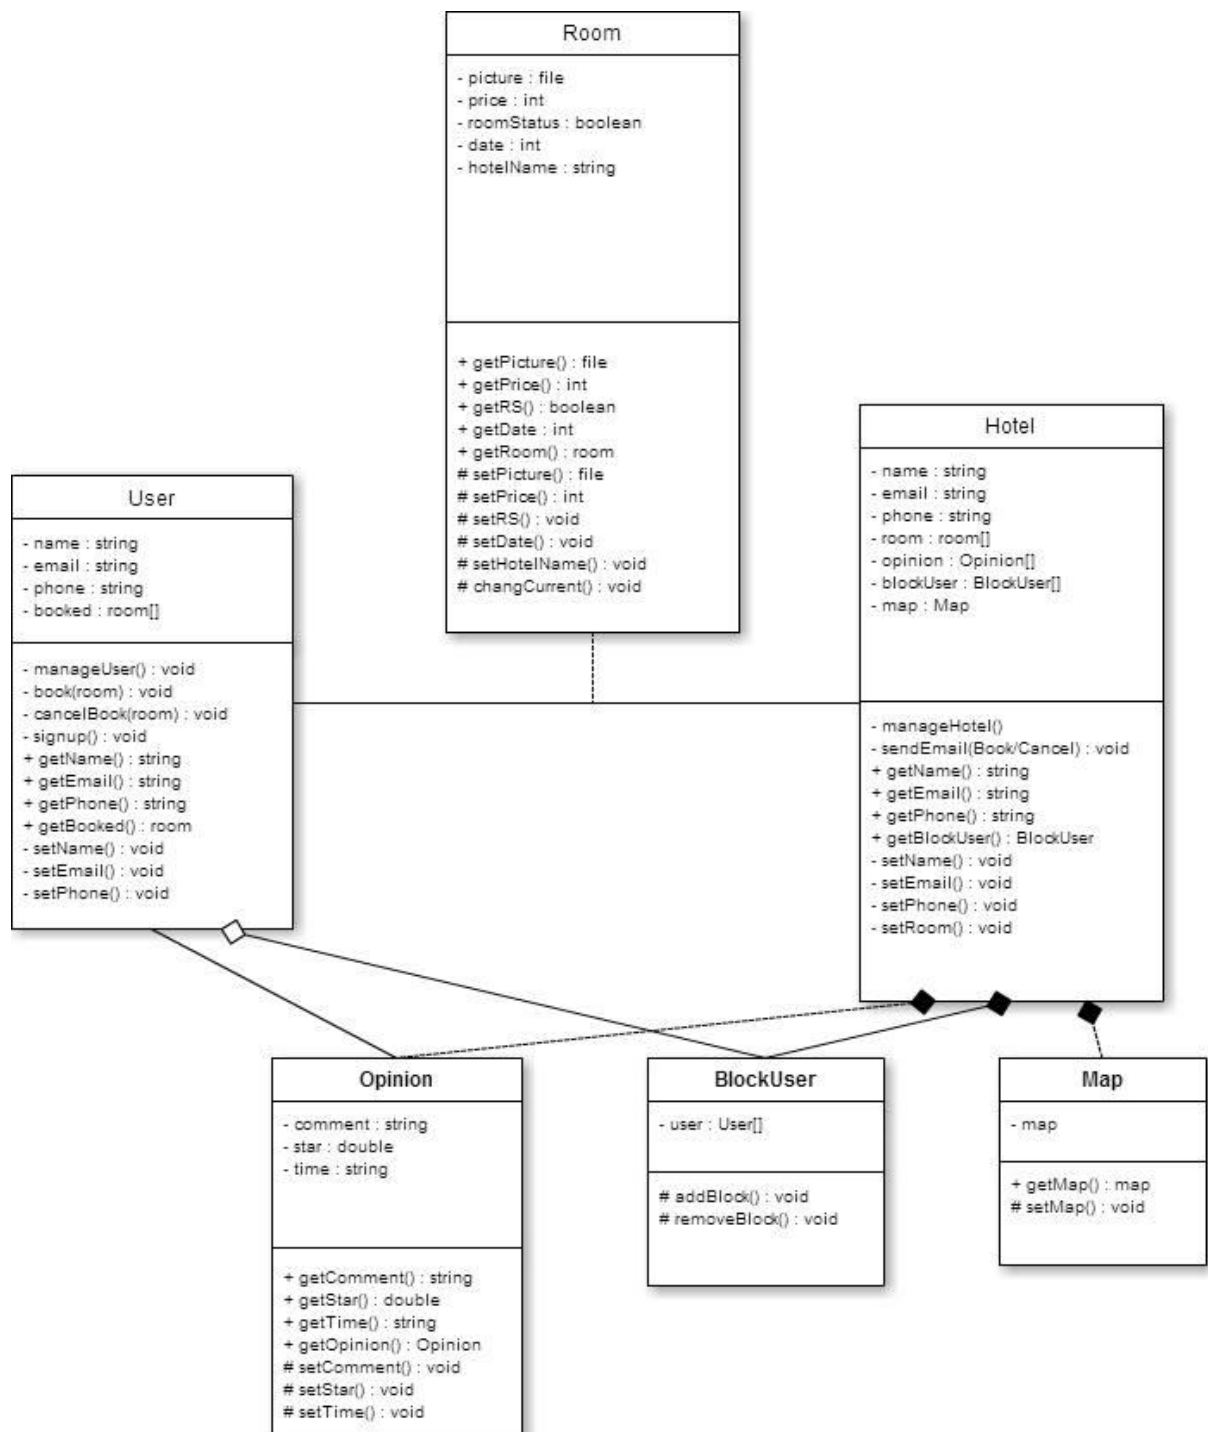 Room
- picture : file
- price : int
- roomStatus : boolean
- date : int
- hotelName : string
+ getPicture() : file
+ getPrice() : int
+ getRS() : boolean
+ getDate : int
+ getRoom() : room
# setPicture() : file
# setPrice() : int
# setRS() : void
# setDate() : void
# setHotelName() : void
# changCurrent() : void
User
- name : string
- email : string
- phone : string
- booked : room[]
- manageUser() : void
- book(room) : void
- cancelBook(room) : void
- signup() : void
+ getName() : string
+ getEmail() : string
+ getPhone() : string
+ getBooked() : room
- setName() : void
- setEmail() : void
- setPhone() : void
Hotel
- name : string
- email : string
- phone : string
- room : room[]
- opinion : Opinion[]
- blockUser : BlockUser[]
- map : Map
- manageHotel()
- sendEmail(Book/Cancel) : void
+ getName() : string
+ getEmail() : string
+ getPhone() : string
+ getBlockUser() : BlockUser
- setName() : void
- setEmail() : void
- setPhone() : void
- setRoom() : void
Opinion
- comment : string
- star : double
- time : string
+ getComment() : string
+ getStar() : double
+ getTime() : string
+ getOpinion() : Opinion
# setComment() : void
# setStar() : void
# setTime() : void
BlockUser
- user : User[]
# addBlock() : void
# removeBlock() : void
Map
- map
+ getMap() : map
# setMap() : void